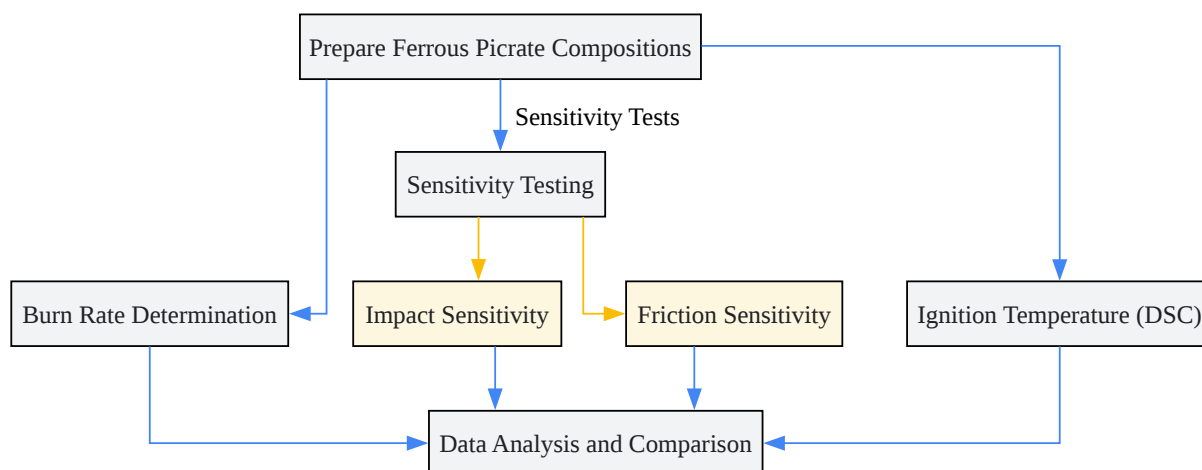 Prepare Ferrous Picrate Compositions
Sensitivity Tests
Sensitivity Testing
Burn Rate Determination
Impact Sensitivity
Friction Sensitivity
Ignition Temperature (DSC)
Data Analysis and Comparison